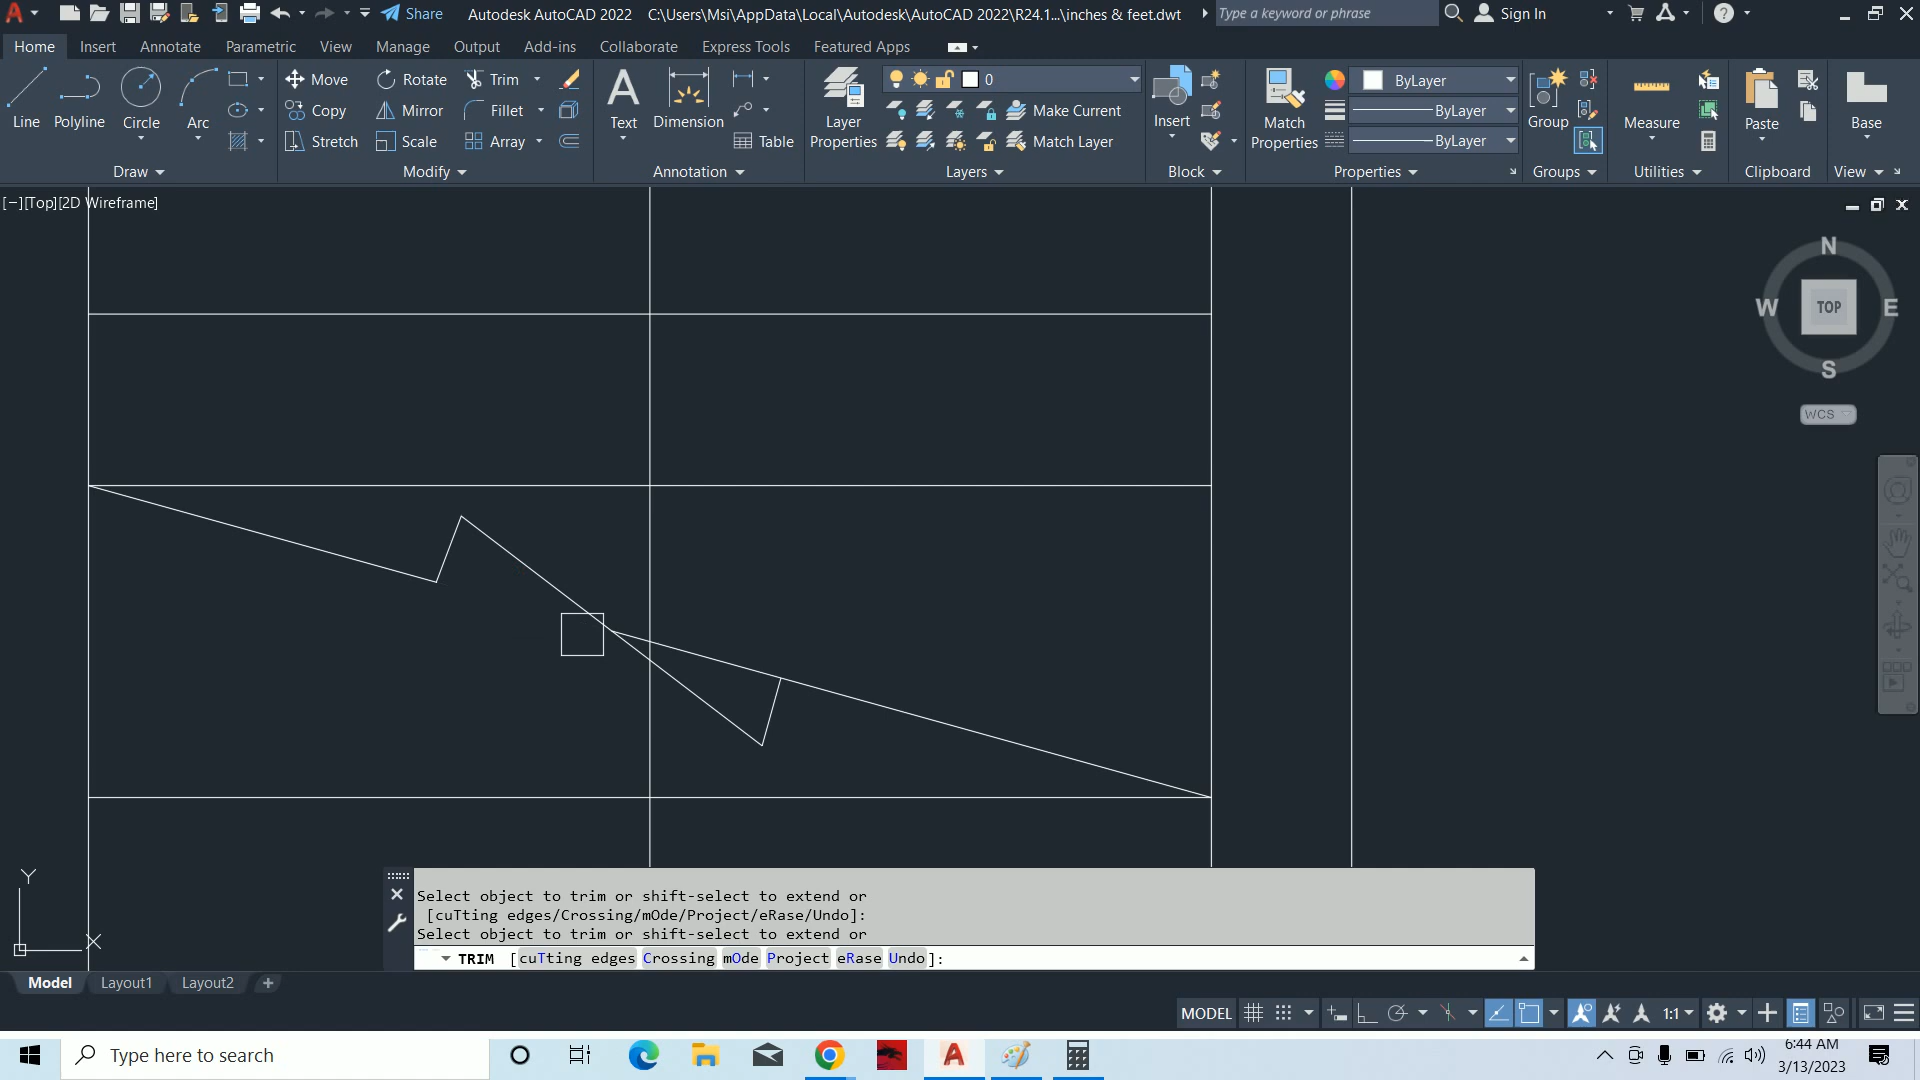 A Share Autodesk AutoCAD 2022 C:\Users\Msi\AppData\Local\Autodesk\AutoCAD 2022\R24.1...\inches & feet.dwt Type a keyword or phrase Sign In ?
Home Insert Annotate Parametric View Manage Output Add-ins Collaborate Express Tools Featured Apps
Move Rotate Trim 0 ByLayer
Copy Mirror Fillet Make Current ByLayer
Line Polyline Circle Arc A Text Dimension Layer Insert Match Group Measure Paste Base
Stretch Scale Array Table Properties Match Layer Properties ByLayer
Draw Modify Annotation Layers Block Properties Groups Utilities Clipboard View
[−][Top][2D Wireframe]
N
W TOP E
S
WCS
Y
X
Select object to trim or shift-select to extend or
[cuTting edges/Crossing/mOde/Project/eRase/Undo]:
Select object to trim or shift-select to extend or
TRIM [cuTting edges Crossing mOde Project eRase Undo]:
Model Layout1 Layout2 +
MODEL 1:1
Type here to search
6:44 AM
3/13/2023